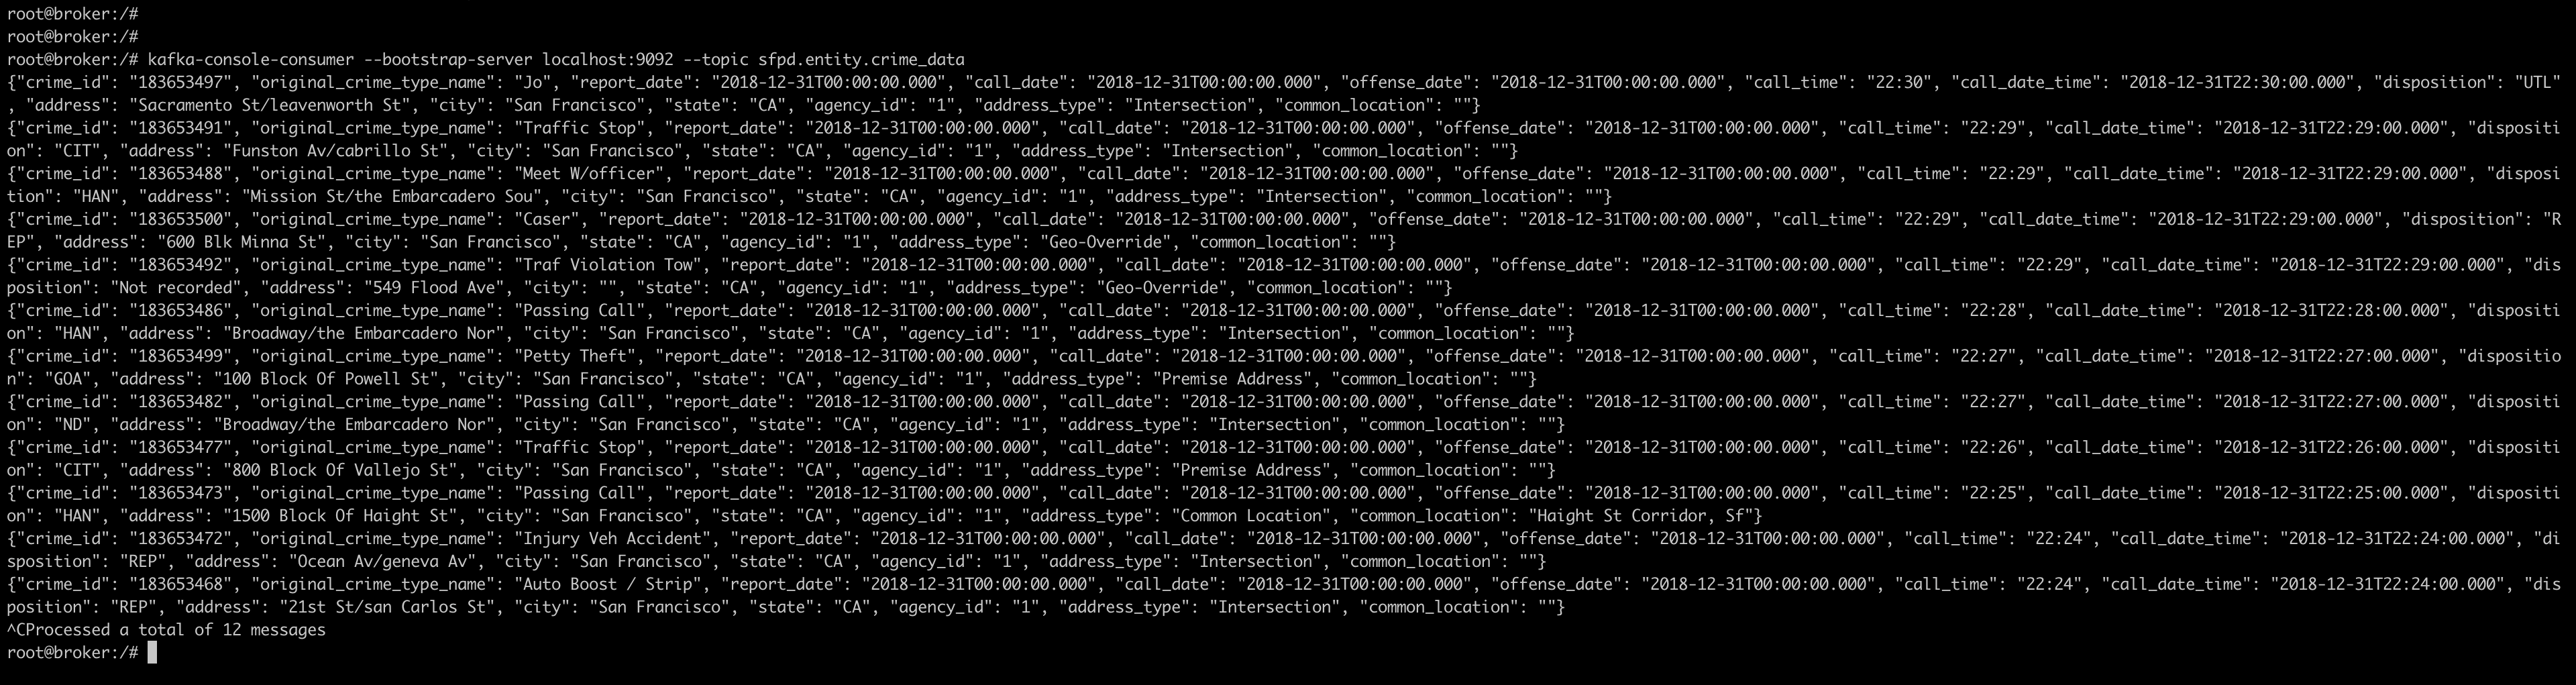 root@broker:/#
root@broker:/#
root@broker:/# kafka-console-consumer --bootstrap-server localhost:9092 --topic sfpd.entity.crime_data
{"crime_id": "183653497", "original_crime_type_name": "Jo", "report_date": "2018-12-31T00:00:00.000", "call_date": "2018-12-31T00:00:00.000", "offense_date": "2018-12-31T00:00:00.000", "call_time": "22:30", "call_date_time": "2018-12-31T22:30:00.000", "disposition": "UTL"
, "address": "Sacramento St/leavenworth St", "city": "San Francisco", "state": "CA", "agency_id": "1", "address_type": "Intersection", "common_location": ""}
{"crime_id": "183653491", "original_crime_type_name": "Traffic Stop", "report_date": "2018-12-31T00:00:00.000", "call_date": "2018-12-31T00:00:00.000", "offense_date": "2018-12-31T00:00:00.000", "call_time": "22:29", "call_date_time": "2018-12-31T22:29:00.000", "dispositi
on": "CIT", "address": "Funston Av/cabrillo St", "city": "San Francisco", "state": "CA", "agency_id": "1", "address_type": "Intersection", "common_location": ""}
{"crime_id": "183653488", "original_crime_type_name": "Meet W/officer", "report_date": "2018-12-31T00:00:00.000", "call_date": "2018-12-31T00:00:00.000", "offense_date": "2018-12-31T00:00:00.000", "call_time": "22:29", "call_date_time": "2018-12-31T22:29:00.000", "disposi
tion": "HAN", "address": "Mission St/the Embarcadero Sou", "city": "San Francisco", "state": "CA", "agency_id": "1", "address_type": "Intersection", "common_location": ""}
{"crime_id": "183653500", "original_crime_type_name": "Caser", "report_date": "2018-12-31T00:00:00.000", "call_date": "2018-12-31T00:00:00.000", "offense_date": "2018-12-31T00:00:00.000", "call_time": "22:29", "call_date_time": "2018-12-31T22:29:00.000", "disposition": "R
EP", "address": "600 Blk Minna St", "city": "San Francisco", "state": "CA", "agency_id": "1", "address_type": "Geo-Override", "common_location": ""}
{"crime_id": "183653492", "original_crime_type_name": "Traf Violation Tow", "report_date": "2018-12-31T00:00:00.000", "call_date": "2018-12-31T00:00:00.000", "offense_date": "2018-12-31T00:00:00.000", "call_time": "22:29", "call_date_time": "2018-12-31T22:29:00.000", "dis
position": "Not recorded", "address": "549 Flood Ave", "city": "", "state": "CA", "agency_id": "1", "address_type": "Geo-Override", "common_location": ""}
{"crime_id": "183653486", "original_crime_type_name": "Passing Call", "report_date": "2018-12-31T00:00:00.000", "call_date": "2018-12-31T00:00:00.000", "offense_date": "2018-12-31T00:00:00.000", "call_time": "22:28", "call_date_time": "2018-12-31T22:28:00.000", "dispositi
on": "HAN", "address": "Broadway/the Embarcadero Nor", "city": "San Francisco", "state": "CA", "agency_id": "1", "address_type": "Intersection", "common_location": ""}
{"crime_id": "183653499", "original_crime_type_name": "Petty Theft", "report_date": "2018-12-31T00:00:00.000", "call_date": "2018-12-31T00:00:00.000", "offense_date": "2018-12-31T00:00:00.000", "call_time": "22:27", "call_date_time": "2018-12-31T22:27:00.000", "dispositio
n": "GOA", "address": "100 Block Of Powell St", "city": "San Francisco", "state": "CA", "agency_id": "1", "address_type": "Premise Address", "common_location": ""}
{"crime_id": "183653482", "original_crime_type_name": "Passing Call", "report_date": "2018-12-31T00:00:00.000", "call_date": "2018-12-31T00:00:00.000", "offense_date": "2018-12-31T00:00:00.000", "call_time": "22:27", "call_date_time": "2018-12-31T22:27:00.000", "dispositi
on": "ND", "address": "Broadway/the Embarcadero Nor", "city": "San Francisco", "state": "CA", "agency_id": "1", "address_type": "Intersection", "common_location": ""}
{"crime_id": "183653477", "original_crime_type_name": "Traffic Stop", "report_date": "2018-12-31T00:00:00.000", "call_date": "2018-12-31T00:00:00.000", "offense_date": "2018-12-31T00:00:00.000", "call_time": "22:26", "call_date_time": "2018-12-31T22:26:00.000", "dispositi
on": "CIT", "address": "800 Block Of Vallejo St", "city": "San Francisco", "state": "CA", "agency_id": "1", "address_type": "Premise Address", "common_location": ""}
{"crime_id": "183653473", "original_crime_type_name": "Passing Call", "report_date": "2018-12-31T00:00:00.000", "call_date": "2018-12-31T00:00:00.000", "offense_date": "2018-12-31T00:00:00.000", "call_time": "22:25", "call_date_time": "2018-12-31T22:25:00.000", "dispositi
on": "HAN", "address": "1500 Block Of Haight St", "city": "San Francisco", "state": "CA", "agency_id": "1", "address_type": "Common Location", "common_location": "Haight St Corridor, Sf"}
{"crime_id": "183653472", "original_crime_type_name": "Injury Veh Accident", "report_date": "2018-12-31T00:00:00.000", "call_date": "2018-12-31T00:00:00.000", "offense_date": "2018-12-31T00:00:00.000", "call_time": "22:24", "call_date_time": "2018-12-31T22:24:00.000", "di
sposition": "REP", "address": "Ocean Av/geneva Av", "city": "San Francisco", "state": "CA", "agency_id": "1", "address_type": "Intersection", "common_location": ""}
{"crime_id": "183653468", "original_crime_type_name": "Auto Boost / Strip", "report_date": "2018-12-31T00:00:00.000", "call_date": "2018-12-31T00:00:00.000", "offense_date": "2018-12-31T00:00:00.000", "call_time": "22:24", "call_date_time": "2018-12-31T22:24:00.000", "dis
position": "REP", "address": "21st St/san Carlos St", "city": "San Francisco", "state": "CA", "agency_id": "1", "address_type": "Intersection", "common_location": ""}
^CProcessed a total of 12 messages
root@broker:/#